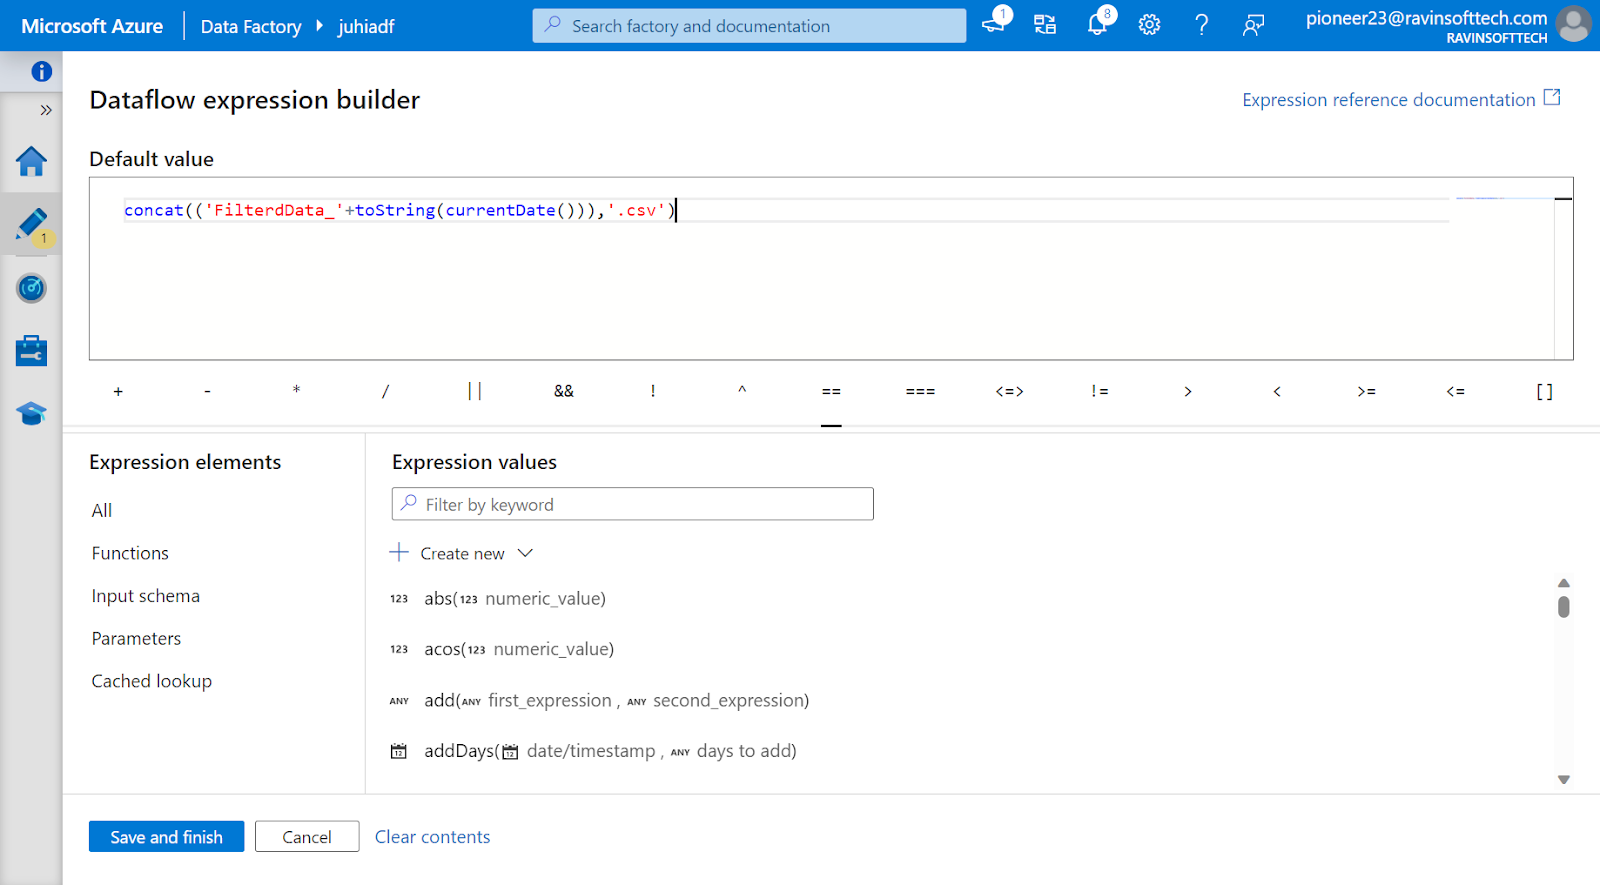 Microsoft Azure Data Factory juhiadf Search factory and documentation 1 8 pioneer23@ravinsofttech.com
RAVINSOFTTECH
Dataflow expression builder Expression reference documentation
Default value
concat(('FilterdData_'+toString(currentDate())),'.csv')
1
+ - * / || && ! ^ == === <=> != > < >= <= []
Expression elements Expression values
Filter by keyword
All
Functions
Create new
Input schema
123 abs(123 numeric_value)
Parameters
123 acos(123 numeric_value)
Cached lookup
ANY add(ANY first_expression , ANY second_expression)
12 addDays(12 date/timestamp , ANY days to add)
Save and finish Cancel Clear contents